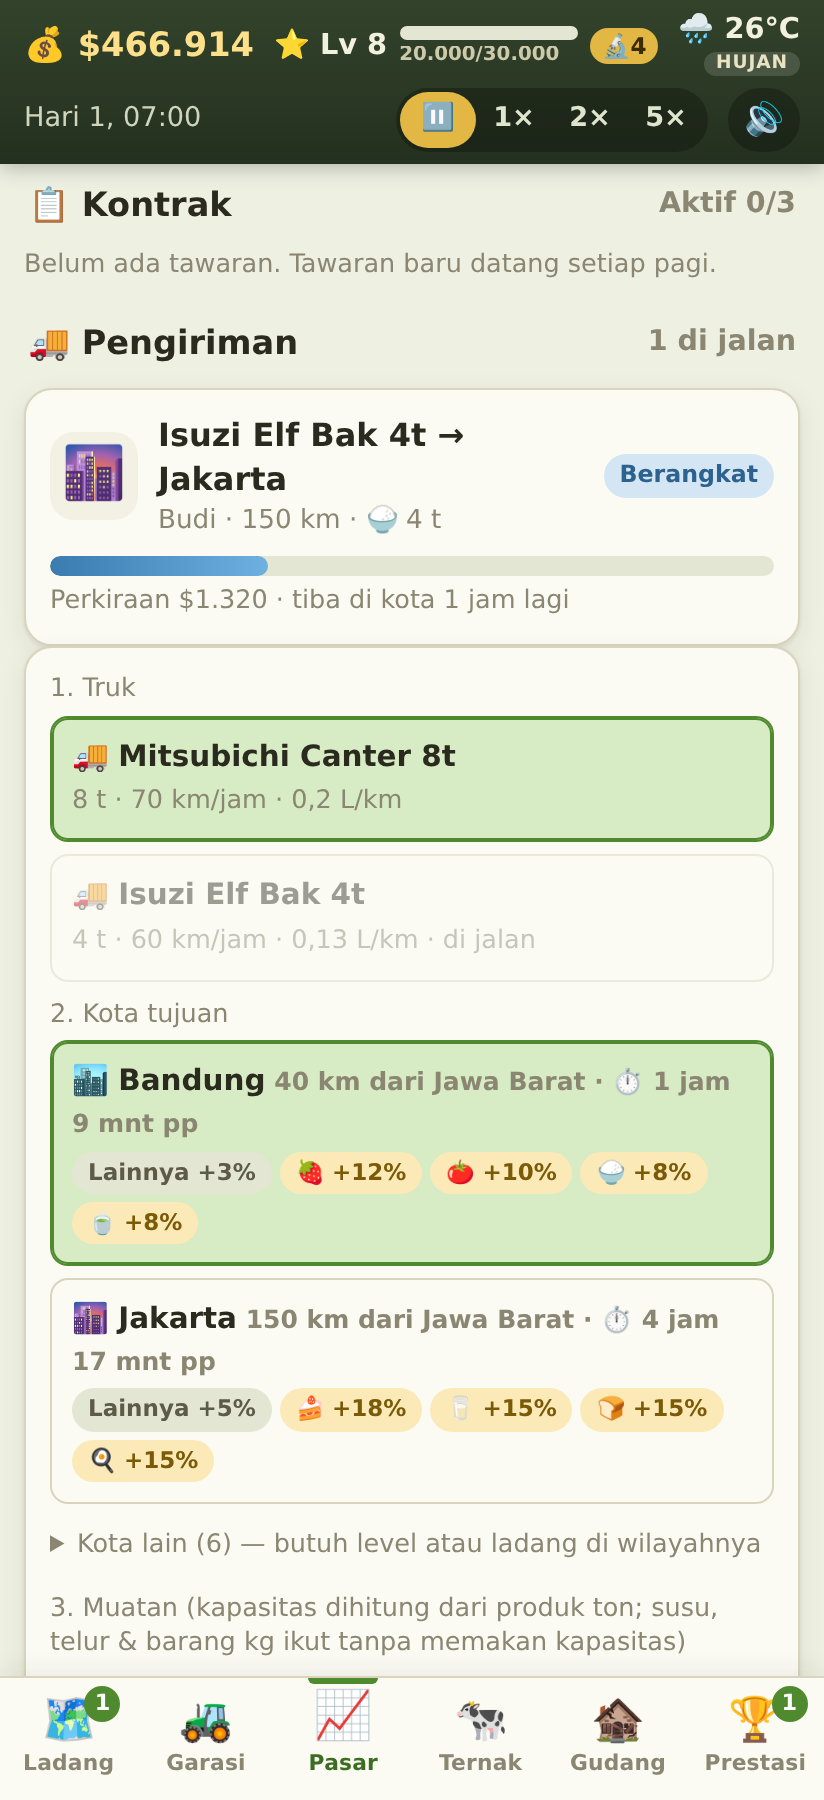 $466.914 Lv 8 20.000/30.000 4 26°C
HUJAN
Hari 1, 07:00 1× 2× 5×
Kontrak Aktif 0/3
Belum ada tawaran. Tawaran baru datang setiap pagi.
Pengiriman 1 di jalan
Isuzi Elf Bak 4t →
Jakarta
Berangkat
Budi · 150 km · 4 t
Perkiraan $1.320 · tiba di kota 1 jam lagi
1. Truk
Mitsubichi Canter 8t
8 t · 70 km/jam · 0,2 L/km
Isuzi Elf Bak 4t
4 t · 60 km/jam · 0,13 L/km · di jalan
2. Kota tujuan
Bandung 40 km dari Jawa Barat · 1 jam
9 mnt pp
Lainnya +3% +12% +10% +8%
+8%
Jakarta 150 km dari Jawa Barat · 4 jam
17 mnt pp
Lainnya +5% +18% +15% +15%
+15%
Kota lain (6) — butuh level atau ladang di wilayahnya
3. Muatan (kapasitas dihitung dari produk ton; susu,
telur & barang kg ikut tanpa memakan kapasitas)
1 1
Ladang Garasi Pasar Ternak Gudang Prestasi